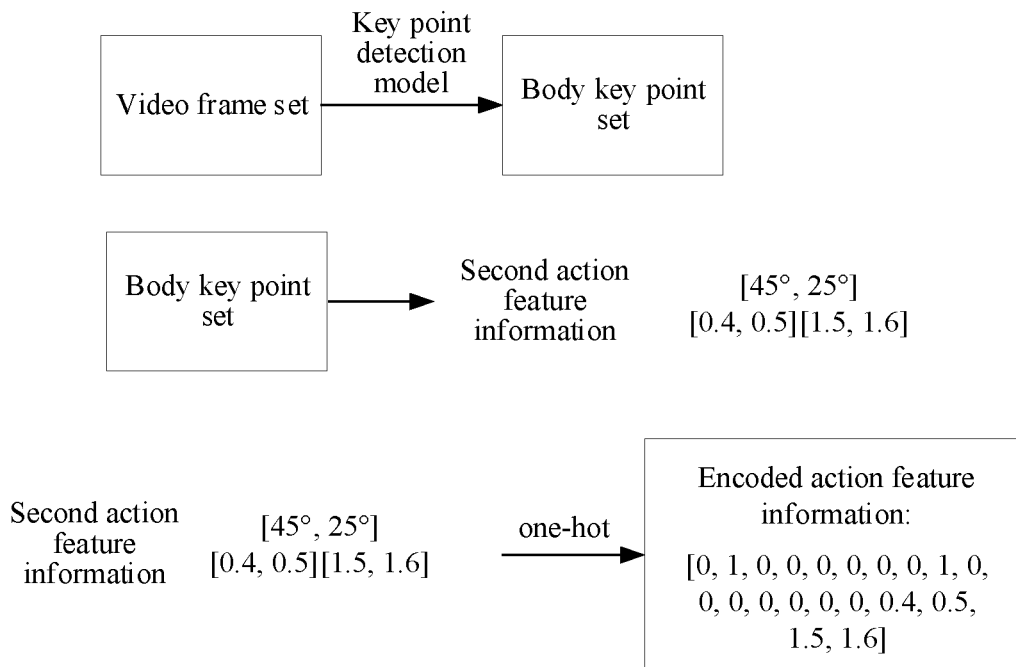 Key point
detection
model
Video frame set
Body key point
set
Body key point
set
Second action
feature
information
[45°, 25°]
[0.4, 0.5][1.5, 1.6]
Second action
feature
information
[45°, 25°]
[0.4, 0.5][1.5, 1.6]
one-hot
Encoded action feature
information:
[0, 1, 0, 0, 0, 0, 0, 0, 1, 0,
0, 0, 0, 0, 0, 0, 0.4, 0.5,
1.5, 1.6]